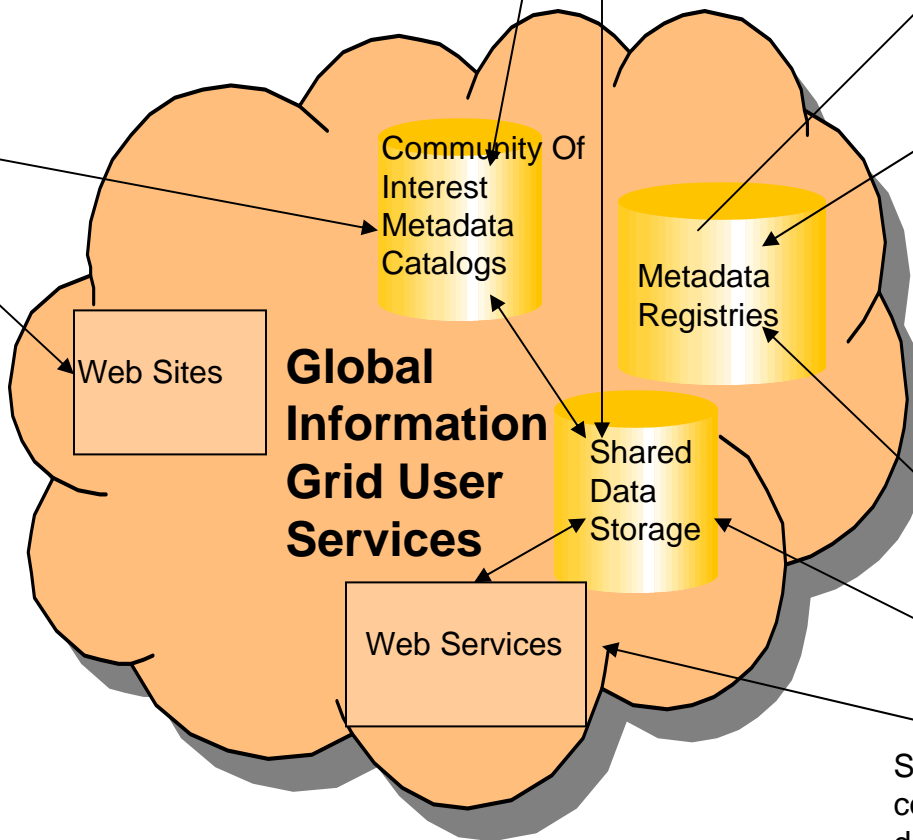 Community Of
Interest
Metadata
Catalogs
Metadata
Registries
Web Sites
Global
Information
Grid User
Services
Shared
Data
Storage
Web Services